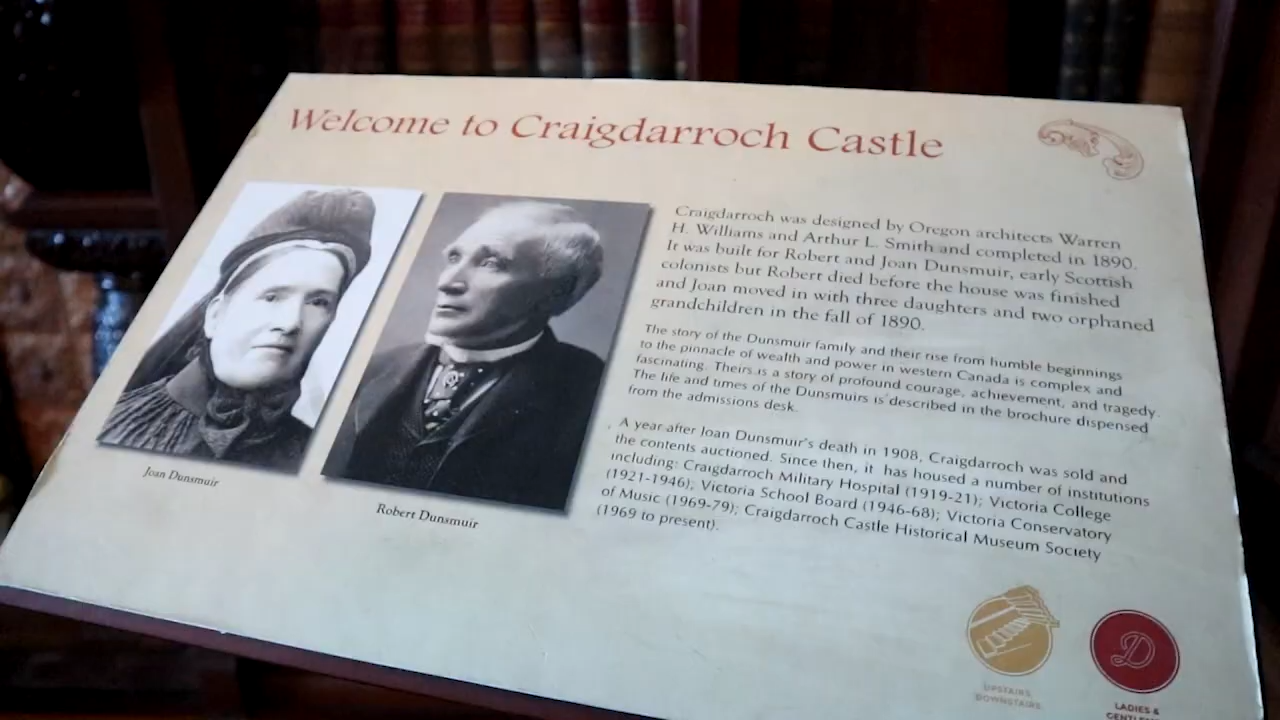 Welcome to Craigdarroch Castle
Craigdarroch was designed by Oregon architects Warren
H. Williams and Arthur L. Smith and completed in 1890.
It was built for Robert and Joan Dunsmuir, early Scottish
colonists but Robert died before the house was finished
and Joan moved in with three daughters and two orphaned
grandchildren in the fall of 1890.
The story of the Dunsmuir family and their rise from humble beginnings
to the pinnacle of wealth and power in western Canada is complex and
fascinating. Theirs is a story of profound courage, achievement, and tragedy.
The life and times of the Dunsmuirs is described in the brochure dispensed
from the admissions desk.
A year after Joan Dunsmuir's death in 1908, Craigdarroch was sold and
the contents auctioned. Since then, it has housed a number of institutions
including: Craigdarroch Military Hospital (1919-21); Victoria College
(1921-1946); Victoria School Board (1946-68); Victoria Conservatory
of Music (1969-79); Craigdarroch Castle Historical Museum Society
(1969 to present).
Joan Dunsmuir
Robert Dunsmuir
UPSTAIRS
DOWNSTAIRS
D
LADIES &